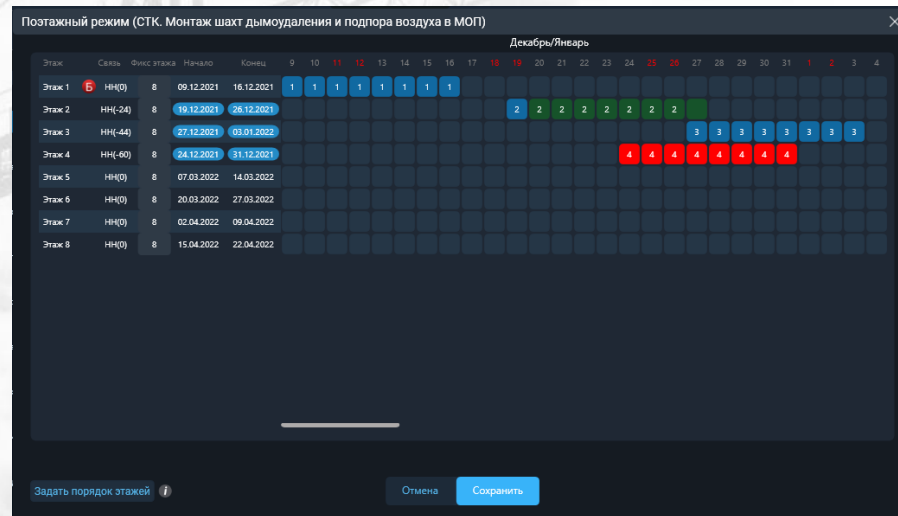 Поэтажный режим (СТК. Монтаж шахт дымоудаления и подпора воздуха в МОП)
Декабрь/Январь
Этаж Связь Фикс этажа Начало Конец 9 10 11 12 13 14 15 16 17 18 19 20 21 22 23 24 25 26 27 28 29 30 31 1 2 3 4
Этаж 1 Б НН(0) 8 09.12.2021 16.12.2021 1 1 1 1 1 1 1 1
Этаж 2 НН(-24) 8 19.12.2021 26.12.2021 2 2 2 2 2 2 2 2
Этаж 3 НН(-44) 8 27.12.2021 03.01.2022 3 3 3 3 3 3 3 3
Этаж 4 НН(-60) 8 24.12.2021 31.12.2021 4 4 4 4 4 4 4 4
Этаж 5 НН(0) 8 07.03.2022 14.03.2022
Этаж 6 НН(0) 8 20.03.2022 27.03.2022
Этаж 7 НН(0) 8 02.04.2022 09.04.2022
Этаж 8 НН(0) 8 15.04.2022 22.04.2022
Задать порядок этажей i Отмена Сохранить